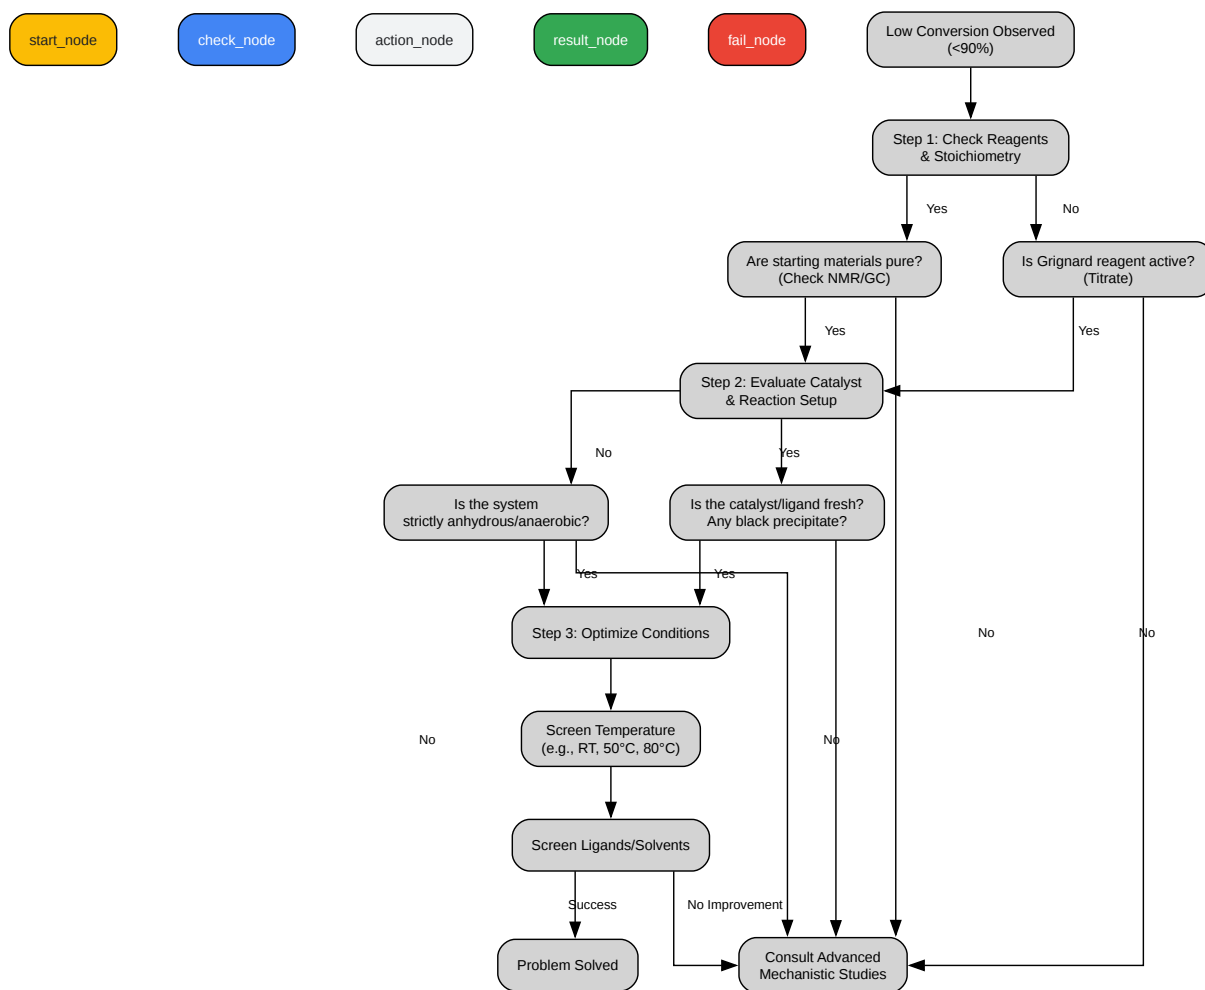 start_node
check_node
action_node
result_node
fail_node
Low Conversion Observed
(<90%)
Step 1: Check Reagents
& Stoichiometry
Yes
No
Are starting materials pure?
(Check NMR/GC)
Is Grignard reagent active?
(Titrate)
Yes
Yes
Step 2: Evaluate Catalyst
& Reaction Setup
No
Yes
Is the system
strictly anhydrous/anaerobic?
Is the catalyst/ligand fresh?
Any black precipitate?
Yes
Yes
Step 3: Optimize Conditions
No
No
Screen Temperature
(e.g., RT, 50°C, 80°C)
No
No
Screen Ligands/Solvents
Success
No Improvement
Problem Solved
Consult Advanced
Mechanistic Studies